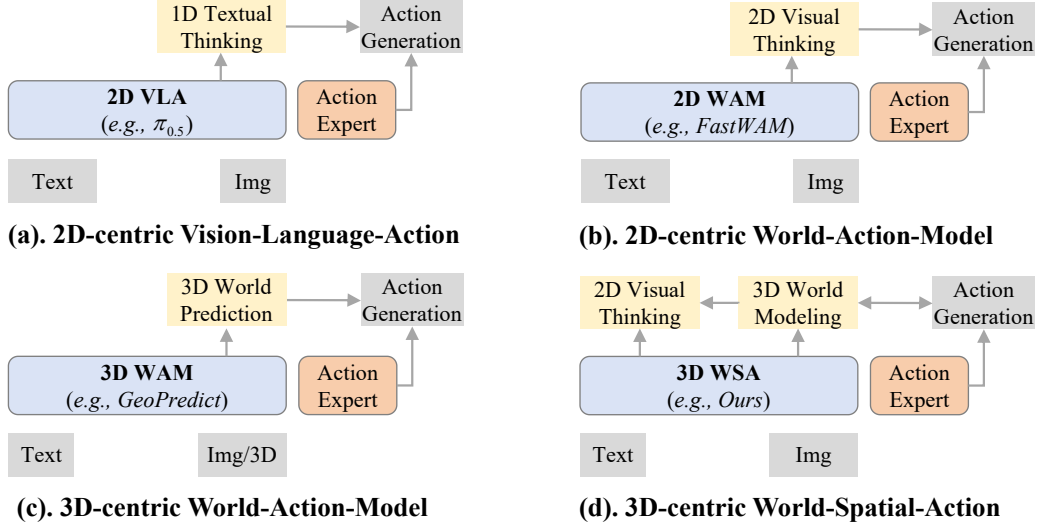 1D Textual
Thinking
Action
Generation
2D VLA
(e.g., π0.5)
Action
Expert
Text
Img
(a). 2D-centric Vision-Language-Action
2D Visual
Thinking
Action
Generation
2D WAM
(e.g., FastWAM)
Action
Expert
Text
Img
(b). 2D-centric World-Action-Model
3D World
Prediction
Action
Generation
3D WAM
(e.g., GeoPredict)
Action
Expert
Text
Img/3D
(c). 3D-centric World-Action-Model
2D Visual
Thinking
3D World
Modeling
Action
Generation
3D WSA
(e.g., Ours)
Action
Expert
Text
Img
(d). 3D-centric World-Spatial-Action